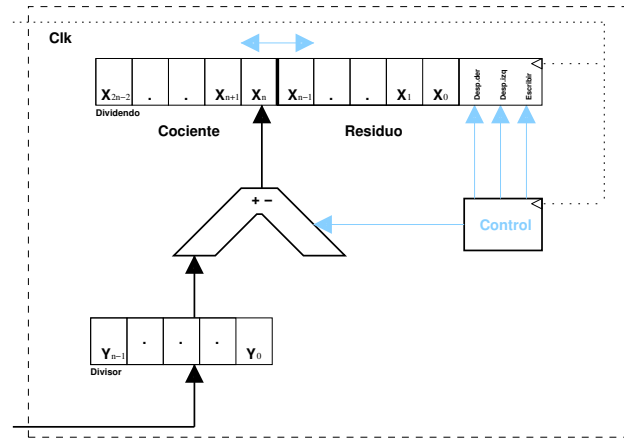 Clk
X2n−2 . . Xn+1 Xn Xn−1 . . X1 X0 Desp.der Desp.izq Escribir
Dividendo
Cociente Residuo
+ −
Control
Yn−1 . . . Y0
Divisor